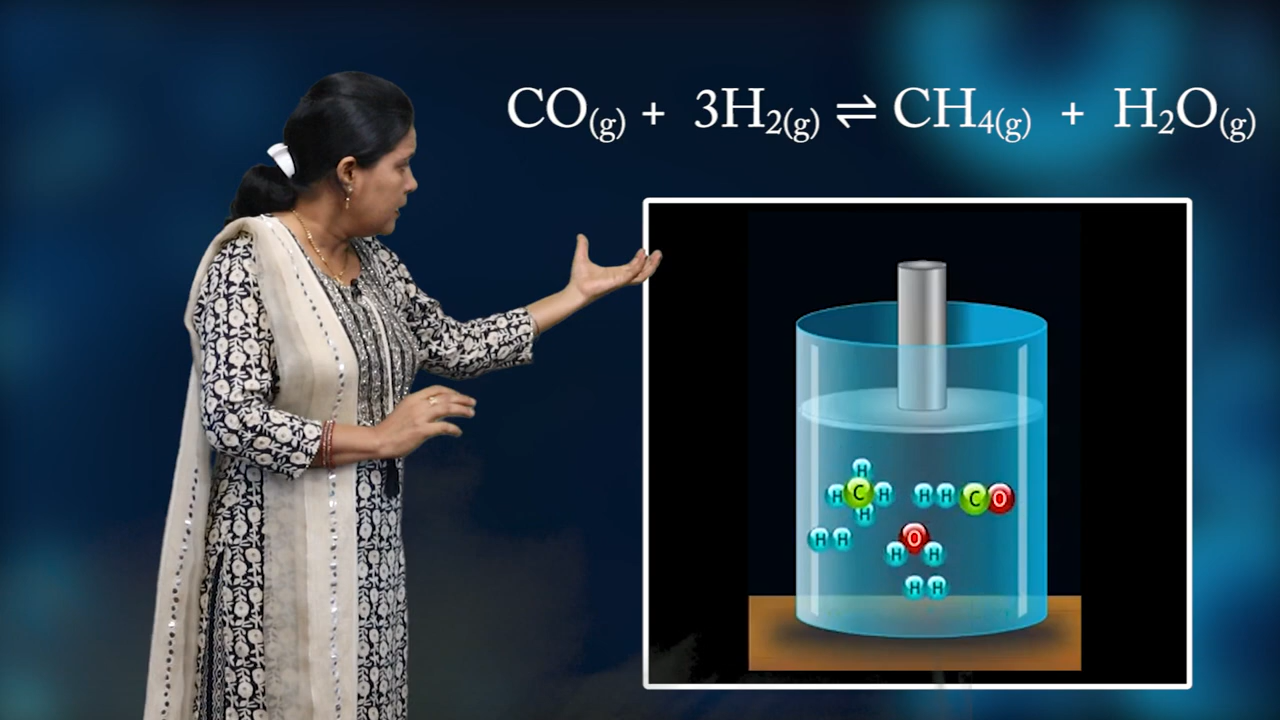 CO(g) + 3H2(g) ⇌ CH4(g) + H2O(g)
H
H C H H H C O
H
H H O
H H
H H